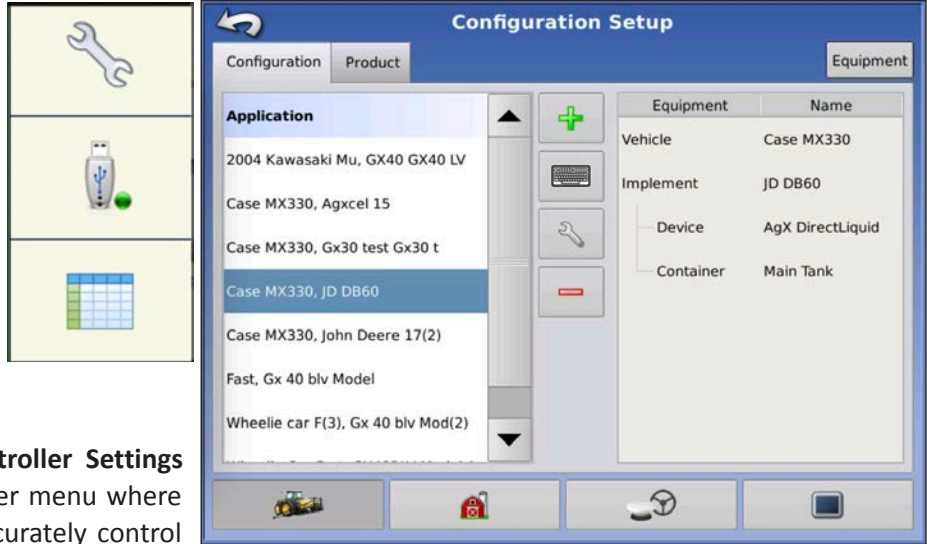 Configuration Setup
Configuration
Product
Equipment
Application
2004 Kawasaki Mu, GX40 GX40 LV
Case MX330, Agxcel 15
Case MX330, Gx30 test Gx30 t
Case MX330, JD DB60
Case MX330, John Deere 17(2)
Fast, Gx 40 blv Model
Wheelie car F(3), Gx 40 blv Mod(2)
Equipment Name
Vehicle Case MX330
Implement JD DB60
Device AgX DirectLiquid
Container Main Tank
troller Settings
er menu where
curately control